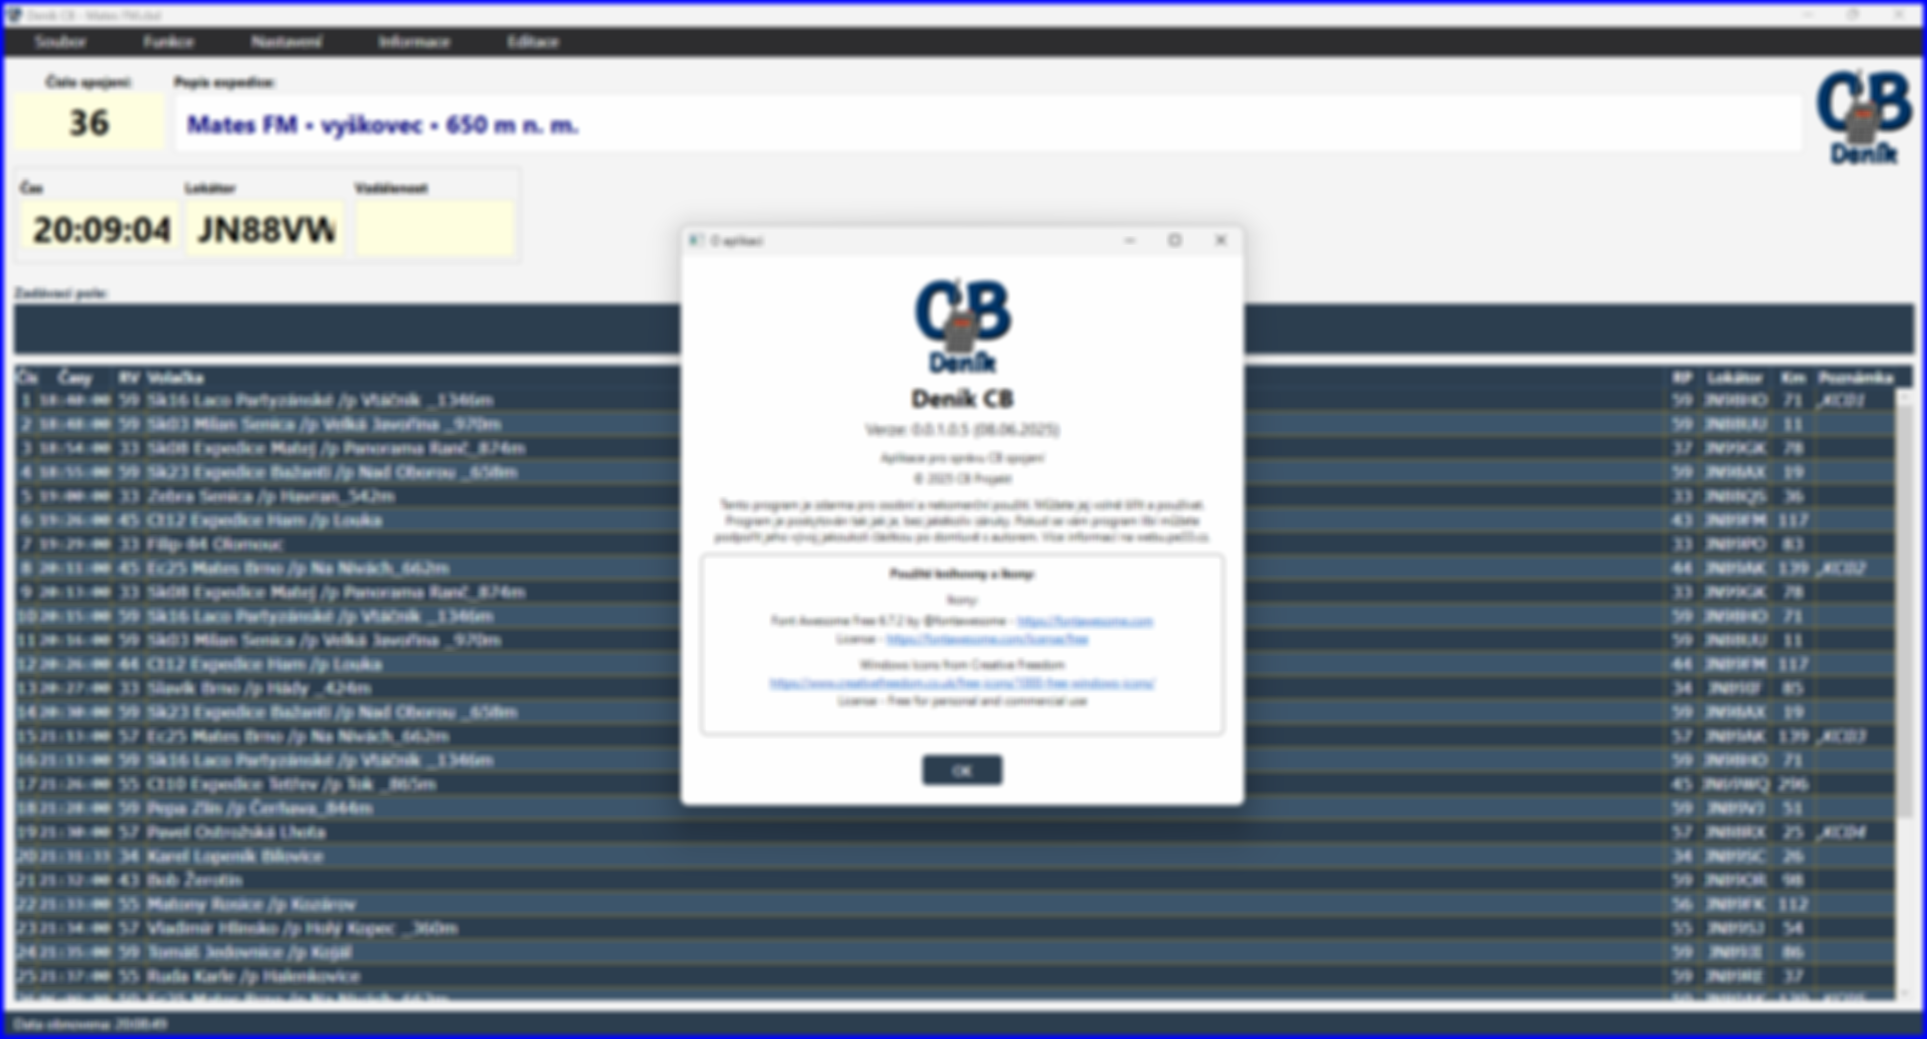 Deník CB - Mates FM.cbd
Soubor Funkce Nastavení Informace Editace
Číslo spojení: Popis expedice:
36 Mates FM • vyškovec • 650 m n. m.
CB Deník
Čas Lokátor Vzdálenost
20:09:04 JN88VW
Zadávací pole:
O aplikaci
CB
Deník
Deník CB
Verze: 0.0.1.0.5 (08.06.2025)
Aplikace pro správu CB spojení
© 2025 CB Projekt
Tento program je zdarma pro osobní a nekomerční použití. Můžete jej volně šířit a používat.
Program je poskytován tak jak je, bez jakékoliv záruky. Pokud se vám program líbí můžete
podpořit jeho vývoj jakoukoli částkou po domluvě s autorem. Více informací na
Použité knihovny a ikony:
Ikony:
Font Awesome Free 6.7.2 by @fontawesome - https://fontawesome.com
License - https://fontawesome.com/license/free
Windows Icons from Creative Freedom
https://www.creativefreedom.co.uk/free-icons/1000-free-windows-icons/
License - Free for personal and commercial use
OK
Čís Časy RV Volačka RP Lokátor Km Poznámka
1 18:40:00 59 Sk16 Laco Partyzánské /p Vtáčnik _1346m 59 JN98HO 71 _KC01
2 18:48:00 59 Sk03 Milan Senica /p Velká Javořina _970m 59 JN88UU 11
3 18:54:00 33 Sk08 Expedice Matej /p Panorama Ranč_874m 37 JN99GK 78
4 18:55:00 59 Sk23 Expedice Bažanti /p Nad Oborou _658m 59 JN98AX 19
5 19:00:00 33 Zebra Senica /p Havran_542m 33 JN88QS 36
6 19:26:00 45 Ct12 Expedice Ham /p Louka 43 JN89FM 117
7 19:29:00 33 Filip-84 Olomouc 33 JN89PO 83
8 20:11:00 45 Ec25 Mates Brno /p Na Nivách_662m 44 JN89AK 139 _KC02
9 20:13:00 33 Sk08 Expedice Matej /p Panorama Ranč_874m 33 JN99GK 78
10 20:15:00 59 Sk16 Laco Partyzánské /p Vtáčnik _1346m 59 JN98HO 71
11 20:16:00 59 Sk03 Milan Senica /p Velká Javořina _970m 59 JN88UU 11
12 20:26:00 44 Ct12 Expedice Ham /p Louka 44 JN89FM 117
13 20:27:00 33 Slavík Brno /p Hády _424m 34 85
14 20:30:00 59 Sk23 Expedice Bažanti /p Nad Oborou _658m 59 JN98AX 19
15 21:13:00 57 Ec25 Mates Brno /p Na Nivách_662m 57 JN89AK 139 _KC03
16 21:13:00 59 Sk16 Laco Partyzánské /p Vtáčnik _1346m 59 JN98HO 71
17 21:26:00 55 Ct10 Expedice Tetřev /p Tok _865m 45 JN69WQ 296
18 21:28:00 59 Pepa Zlín /p Čerňava_844m 59 JN89VJ 51
19 21:30:00 57 Pavel Ostrožská Lhota 57 JN88RX 25 _KC04
20 21:31:33 34 Karel Lopeník Bílovice 34 JN89SC 26
21 21:32:00 43 Bob Žerotín 59 JN89OR 98
22 21:33:00 55 Matony Rosice /p Kozárov 56 JN89FK 112
23 21:34:00 57 Vladimír Hlinsko /p Holý Kopec _360m 55 JN89SJ 54
24 21:35:00 59 Tomáš Jedovnice /p Kojál 59 86
25 21:37:00 55 Ruda Karle /p Halenkovice 59 JN89RE 37
Data obnovena: 20:08:49